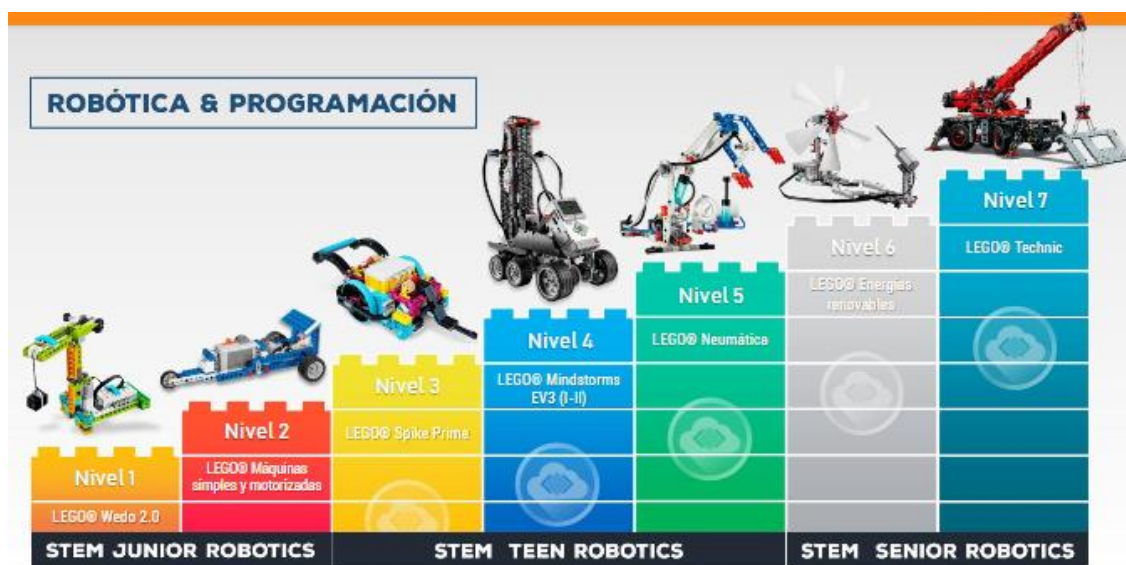 ROBÓTICA & PROGRAMACIÓN
Nivel 1
LEGO® Wedo 2.0
Nivel 2
LEGO® Máquinas
simples y motorizadas
Nivel 3
LEGO® Spike Prime
Nivel 4
LEGO® Mindstorms
EV3 (I-II)
Nivel 5
LEGO® Neumática
Nivel 6
LEGO® Energías
renovables
Nivel 7
LEGO® Technic
STEM JUNIOR ROBOTICS
STEM TEEN ROBOTICS
STEM SENIOR ROBOTICS